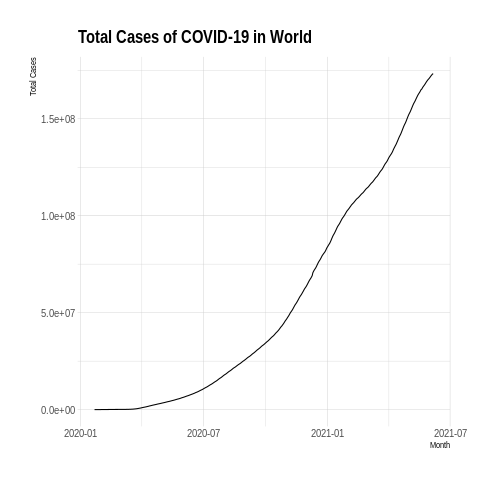 Total Cases of COVID-19 in World
Total Cases
1.5e+08
1.0e+08
5.0e+07
0.0e+00
2020-01 2020-07 2021-01 2021-07
Month